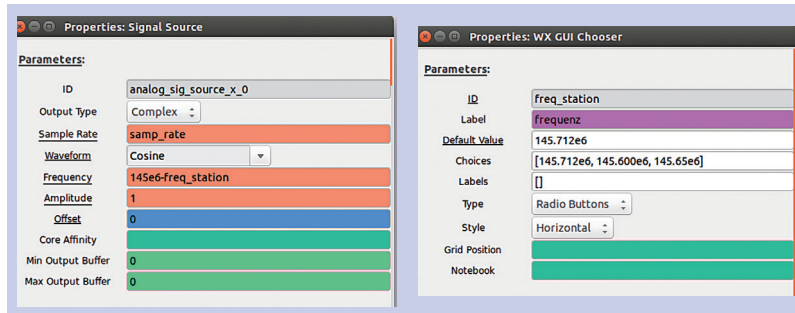 Properties: Signal Source
Parameters:
ID analog_sig_source_x_0
Output Type Complex
Sample Rate samp_rate
Waveform Cosine
Frequency 145e6-freq_station
Amplitude 1
Offset 0
Core Affinity
Min Output Buffer 0
Max Output Buffer 0
Properties: WX GUI Chooser
Parameters:
ID freq_station
Label frequenz
Default Value 145.712e6
Choices [145.712e6, 145.600e6, 145.65e6]
Labels []
Type Radio Buttons
Style Horizontal
Grid Position
Notebook